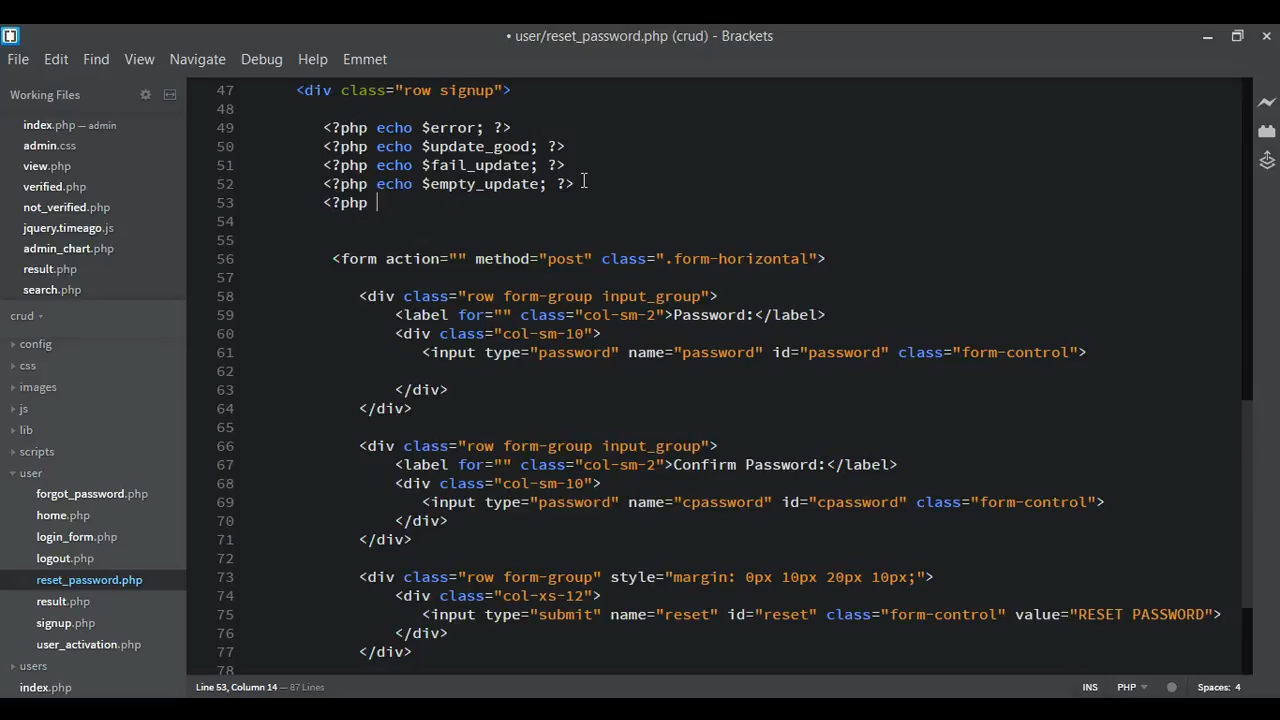 • user/reset_password.php (crud) - Brackets
File Edit View Navigate Debug Help Emmet
Working Files
index.php — admin
admin.css
view.php
verified.php
not_verified.php
jquery.timeago.js
admin_chart.php
result.php
search.php
crud
config
css
images
js
lib
scripts
user
forgot_password.php
home.php
login_form.php
logout.php
reset_password.php
result.php
signup.php
user_activation.php
users
index.php
47 <div class="row signup">
48
49 <?php echo $error; ?>
50 <?php echo $update_good; ?>
51 <?php echo $fail_update; ?>
52 <?php echo $empty_update; ?>
53 <?php
54
55
56 <form action="" method="post" class=".form-horizontal">
57
58 <div class="row form-group input_group">
59 <label for="" class="col-sm-2">Password:</label>
60 <div class="col-sm-10">
61 <input type="password" name="password" id="password" class="form-control">
62
63 </div>
64 </div>
65
66 <div class="row form-group input_group">
67 <label for="" class="col-sm-2">Confirm Password:</label>
68 <div class="col-sm-10">
69 <input type="password" name="cpassword" id="cpassword" class="form-control">
70 </div>
71 </div>
72
73 <div class="row form-group" style="margin: 0px 10px 20px 10px;">
74 <div class="col-xs-12">
75 <input type="submit" name="reset" id="reset" class="form-control" value="RESET PASSWORD">
76 </div>
77 </div>
78
Line 53, Column 14 — 87 Lines
INS PHP Spaces: 4